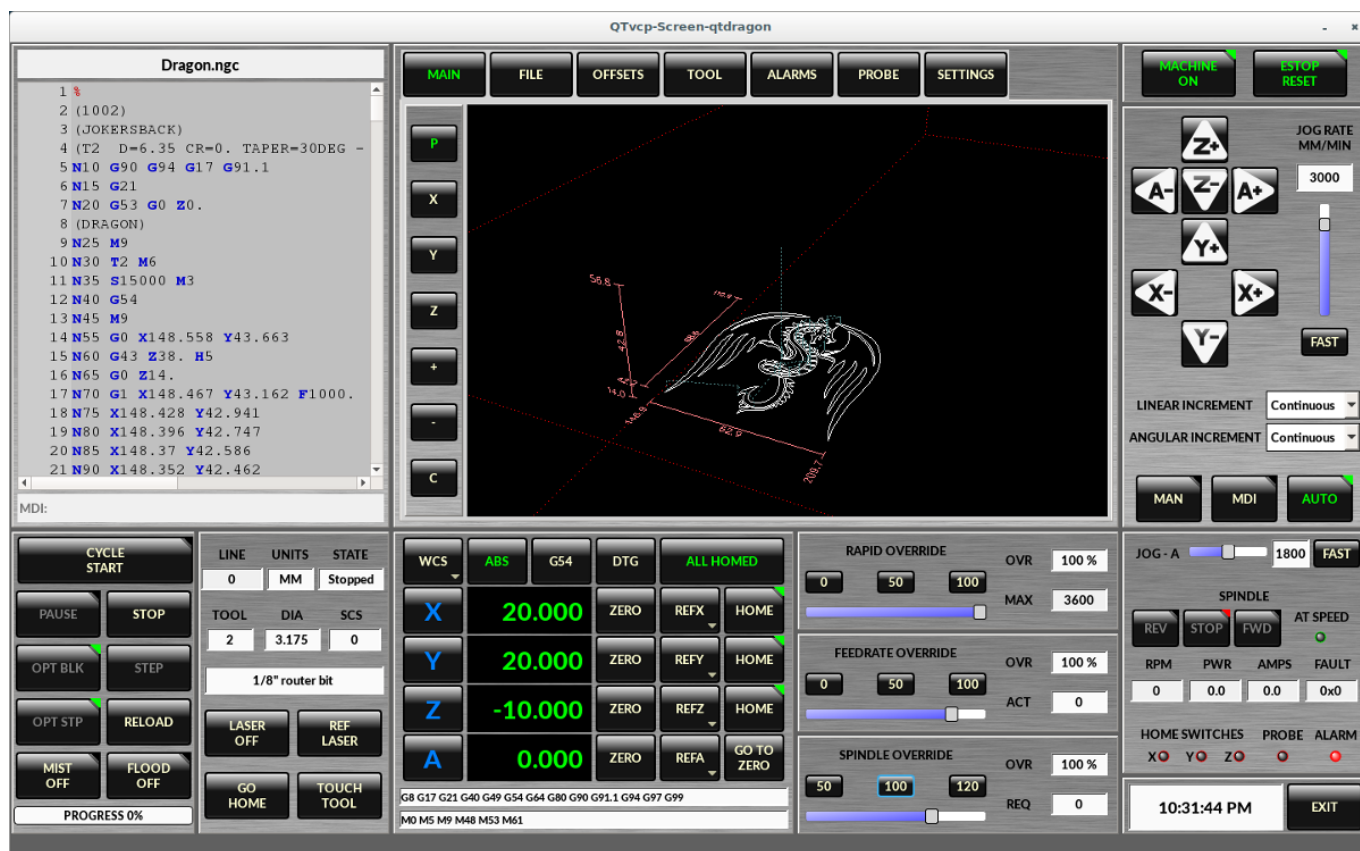 QTvcp-Screen-qtdragon
Dragon.ngc
1 %
2 (1002)
3 (JOKERSBACK)
4 (T2 D=6.35 CR=0. TAPER=30DEG -
5 N10 G90 G94 G17 G91.1
6 N15 G21
7 N20 G53 G0 Z0.
8 (DRAGON)
9 N25 M9
10 N30 T2 M6
11 N35 S15000 M3
12 N40 G54
13 N45 M9
14 N55 G0 X148.558 Y43.663
15 N60 G43 Z38. H5
16 N65 G0 Z14.
17 N70 G1 X148.467 Y43.162 F1000.
18 N75 X148.428 Y42.941
19 N80 X148.396 Y42.747
20 N85 X148.37 Y42.586
21 N90 X148.352 Y42.462
MDI:
MAIN FILE OFFSETS TOOL ALARMS PROBE SETTINGS
P
X
Y
Z
+
-
C
56.8
42.8
14.0
146.9
62.9
209.7
MACHINE ON
ESTOP RESET
Z+
A- Z- A+
Y+
X- X+
Y-
JOG RATE
MM/MIN
3000
FAST
LINEAR INCREMENT Continuous
ANGULAR INCREMENT Continuous
MAN MDI AUTO
CYCLE START
PAUSE STOP
OPT BLK STEP
OPT STP RELOAD
MIST OFF FLOOD OFF
PROGRESS 0%
LINE UNITS STATE
0 MM Stopped
TOOL DIA SCS
2 3.175 0
1/8" router bit
LASER OFF REF LASER
GO HOME TOUCH TOOL
WCS ABS G54 DTG ALL HOMED
X 20.000 ZERO REFX HOME
Y 20.000 ZERO REFY HOME
Z -10.000 ZERO REFZ HOME
A 0.000 ZERO REFA GO TO ZERO
G8 G17 G21 G40 G49 G54 G64 G80 G90 G91.1 G94 G97 G99
M0 M5 M9 M48 M53 M61
RAPID OVERRIDE
0 50 100
OVR 100 %
MAX 3600
FEEDRATE OVERRIDE
0 50 100
OVR 100 %
ACT 0
SPINDLE OVERRIDE
50 100 120
OVR 100 %
REQ 0
JOG - A 1800 FAST
SPINDLE
REV STOP FWD
AT SPEED
RPM PWR AMPS FAULT
0 0.0 0.0 0x0
HOME SWITCHES PROBE ALARM
X Y Z
10:31:44 PM
EXIT